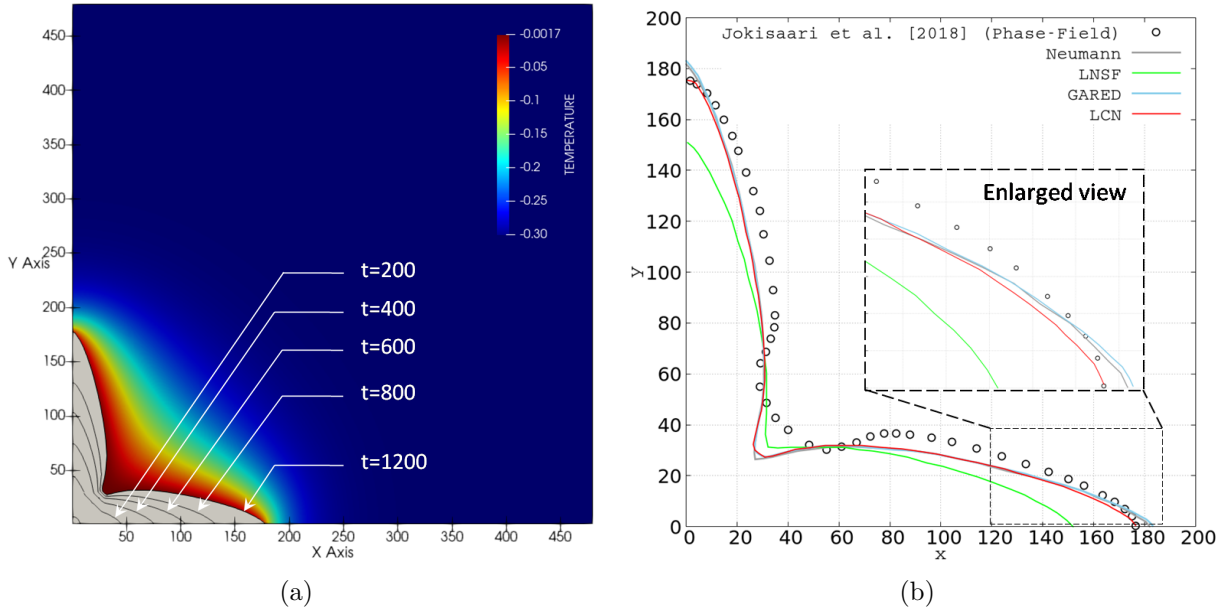 450
400
350
300
250
Y Axis
200
150
100
50
50
100
150
200
250
300
350
400
450
X Axis
-0.0017
-0.05
-0.1
-0.15
-0.20
-0.25
-0.30
TEMPERATURE
t=200
t=400
t=600
t=800
t=1200
(a)
200
180
160
140
120
100
80
60
40
20
0
y
0
20
40
60
80
100
120
140
160
180
200
x
Jokisaari et al. [2018] (Phase-Field)
Neumann
LNSF
GARED
LCN
Enlarged view
(b)